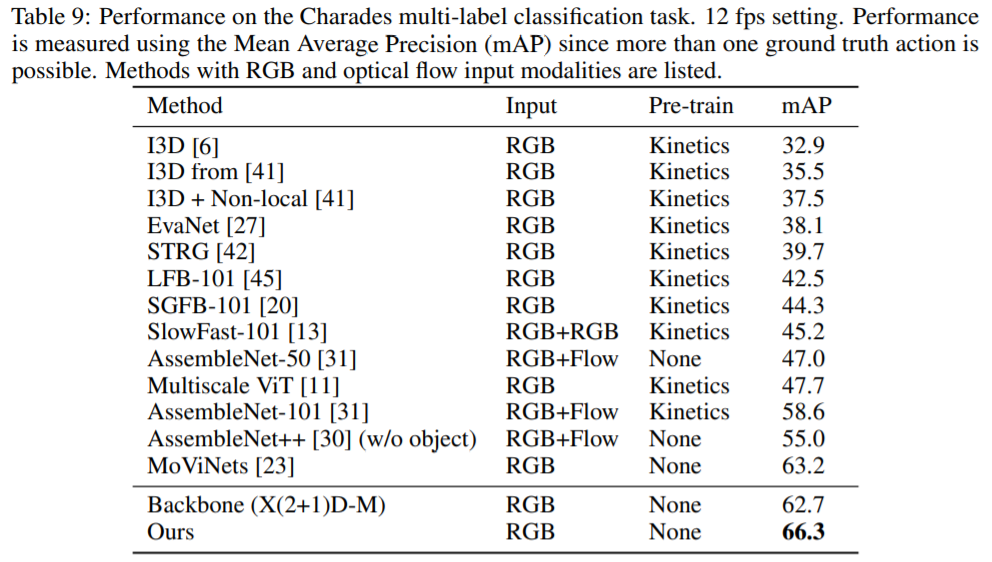 Table 9: Performance on the Charades multi-label classification task. 12 fps setting. Performance
is measured using the Mean Average Precision (mAP) since more than one ground truth action is
possible. Methods with RGB and optical flow input modalities are listed.
Method Input Pre-train mAP
I3D [6] RGB Kinetics 32.9
I3D from [41] RGB Kinetics 35.5
I3D + Non-local [41] RGB Kinetics 37.5
EvaNet [27] RGB Kinetics 38.1
STRG [42] RGB Kinetics 39.7
LFB-101 [45] RGB Kinetics 42.5
SGFB-101 [20] RGB Kinetics 44.3
SlowFast-101 [13] RGB+RGB Kinetics 45.2
AssembleNet-50 [31] RGB+Flow None 47.0
Multiscale ViT [11] RGB Kinetics 47.7
AssembleNet-101 [31] RGB+Flow Kinetics 58.6
AssembleNet++ [30] (w/o object) RGB+Flow None 55.0
MoViNets [23] RGB None 63.2
Backbone (X(2+1)D-M) RGB None 62.7
Ours RGB None 66.3